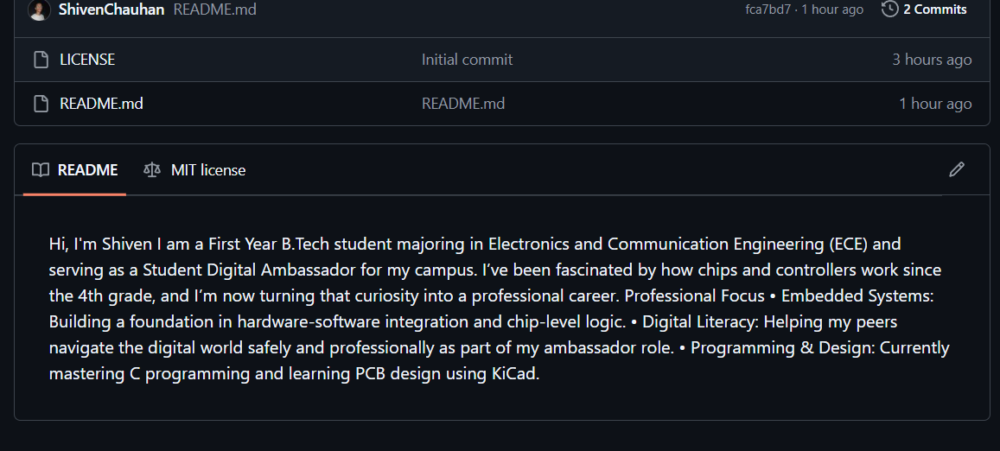 ShivenChauhan README.md fca7bd7 · 1 hour ago 2 Commits
LICENSE Initial commit 3 hours ago
README.md README.md 1 hour ago
README MIT license
Hi, I'm Shiven I am a First Year B.Tech student majoring in Electronics and Communication Engineering (ECE) and
serving as a Student Digital Ambassador for my campus. I’ve been fascinated by how chips and controllers work since
the 4th grade, and I’m now turning that curiosity into a professional career. Professional Focus • Embedded Systems:
Building a foundation in hardware-software integration and chip-level logic. • Digital Literacy: Helping my peers
navigate the digital world safely and professionally as part of my ambassador role. • Programming & Design: Currently
mastering C programming and learning PCB design using KiCad.